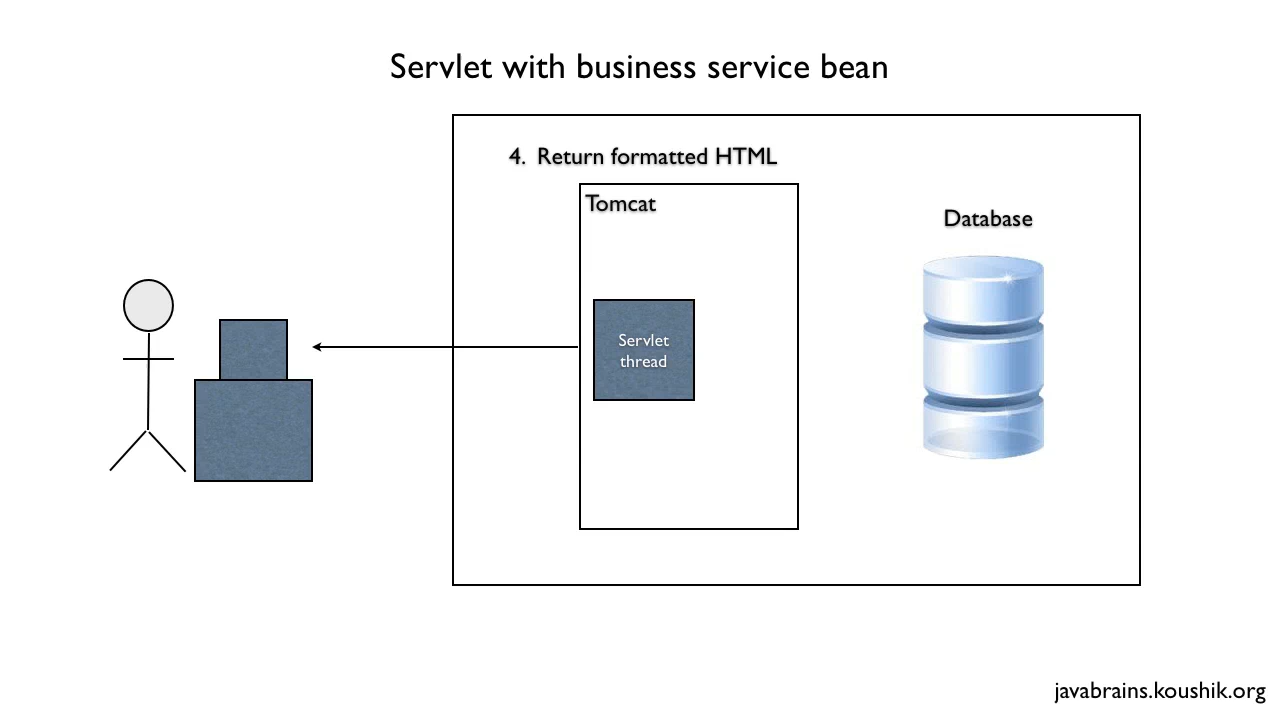 Servlet with business service bean
4. Return formatted HTML
Tomcat
Database
Servlet
thread
javabrains.koushik.org